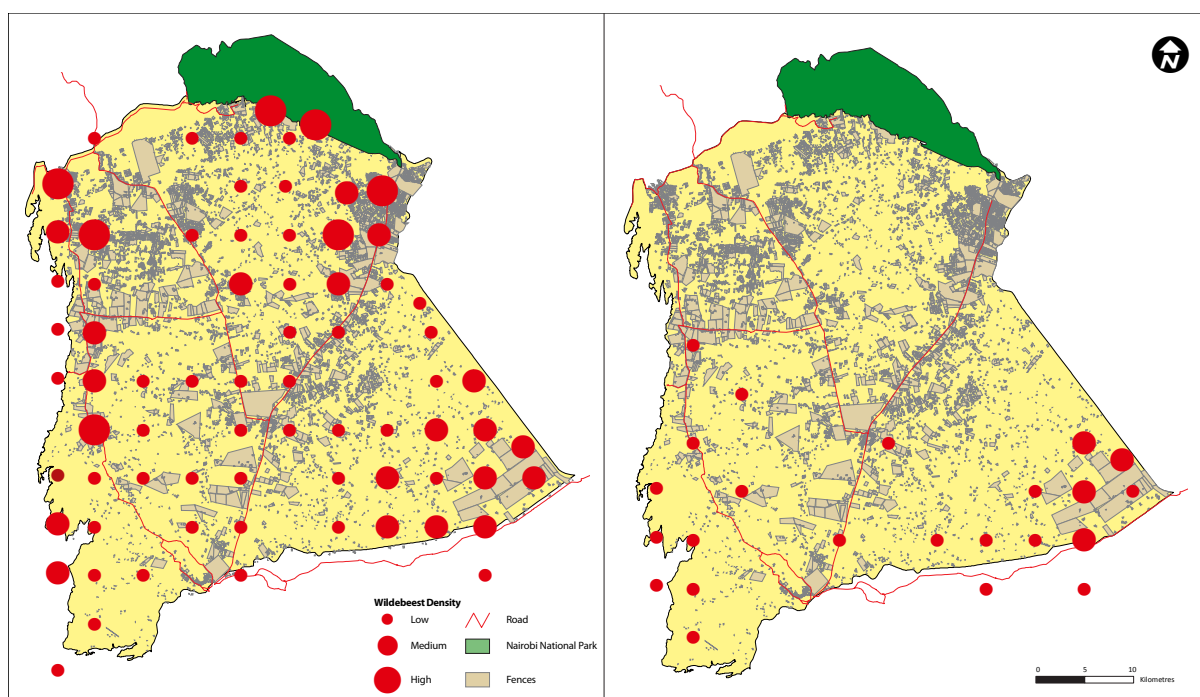 N
Wildebeest Density
Low
Road
Medium
Nairobi National Park
High
Fences
0 5 10
Kilometres